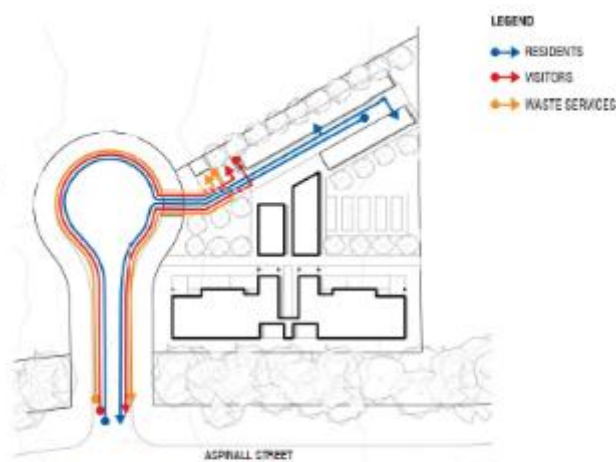 LEGEND
RESIDENTS
VISITORS
WASTE SERVICES
ASPINALL STREET